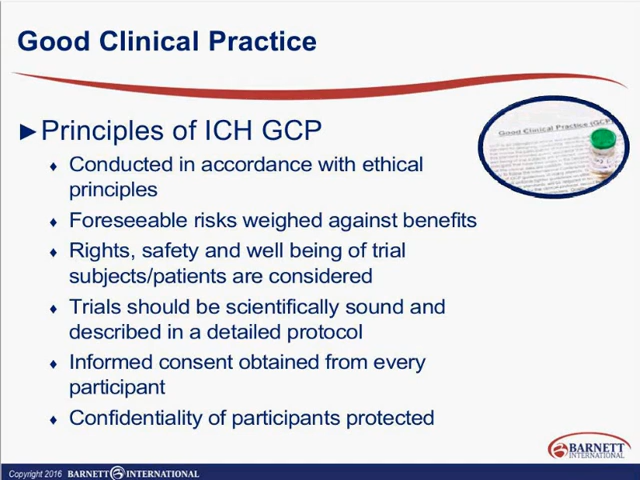 Good Clinical Practice
►Principles of ICH GCP
♦ Conducted in accordance with ethical
principles
♦ Foreseeable risks weighed against benefits
♦ Rights, safety and well being of trial
subjects/patients are considered
♦ Trials should be scientifically sound and
described in a detailed protocol
♦ Informed consent obtained from every
participant
♦ Confidentiality of participants protected
Good Clinical Practice (GCP)
BARNETT
INTERNATIONAL
Copyright 2016 BARNETT INTERNATIONAL